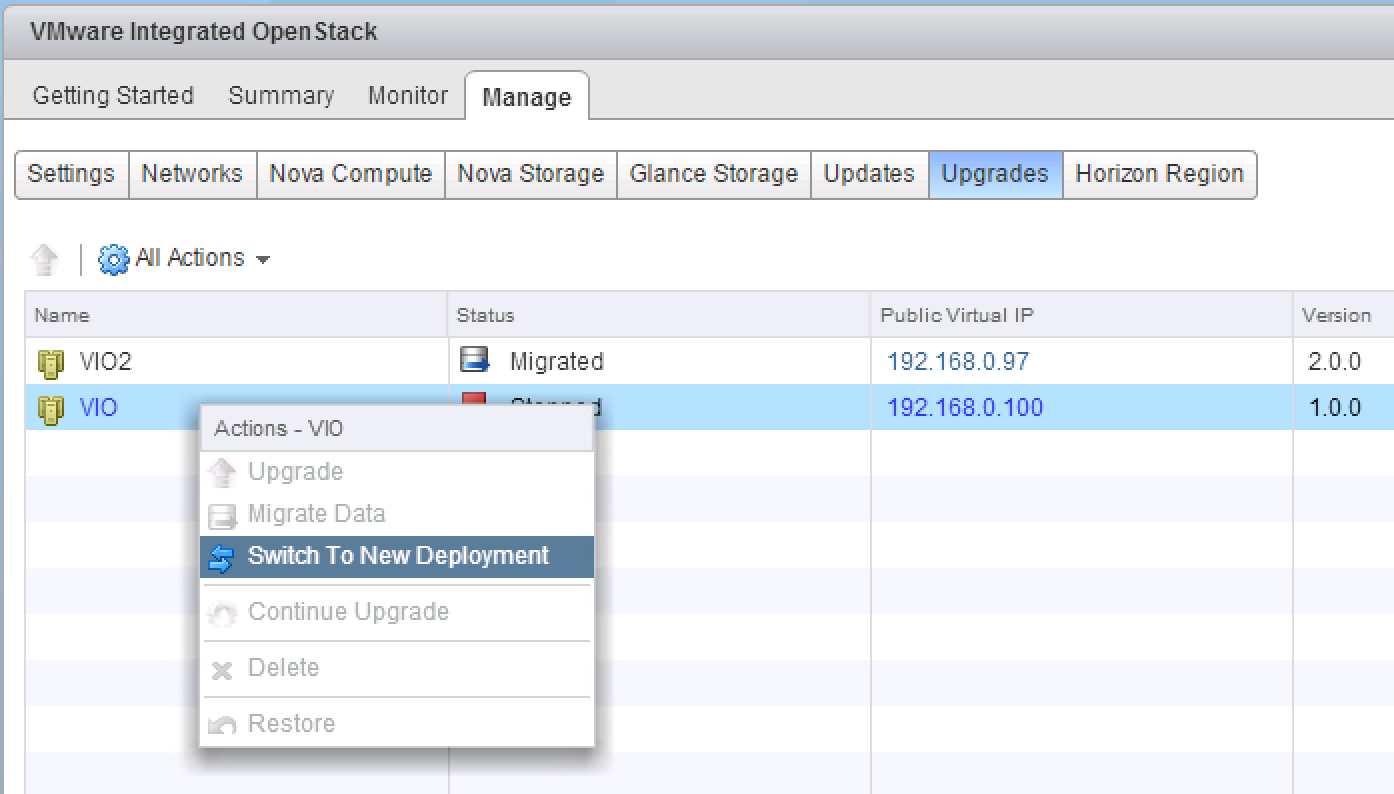 VMware Integrated OpenStack
Getting Started Summary Monitor Manage
Settings Networks Nova Compute Nova Storage Glance Storage Updates Upgrades Horizon Region
All Actions
Name Status Public Virtual IP Version
VIO2 Migrated 192.168.0.97 2.0.0
VIO Stopped 192.168.0.100 1.0.0
Actions - VIO
Upgrade
Migrate Data
Switch To New Deployment
Continue Upgrade
Delete
Restore